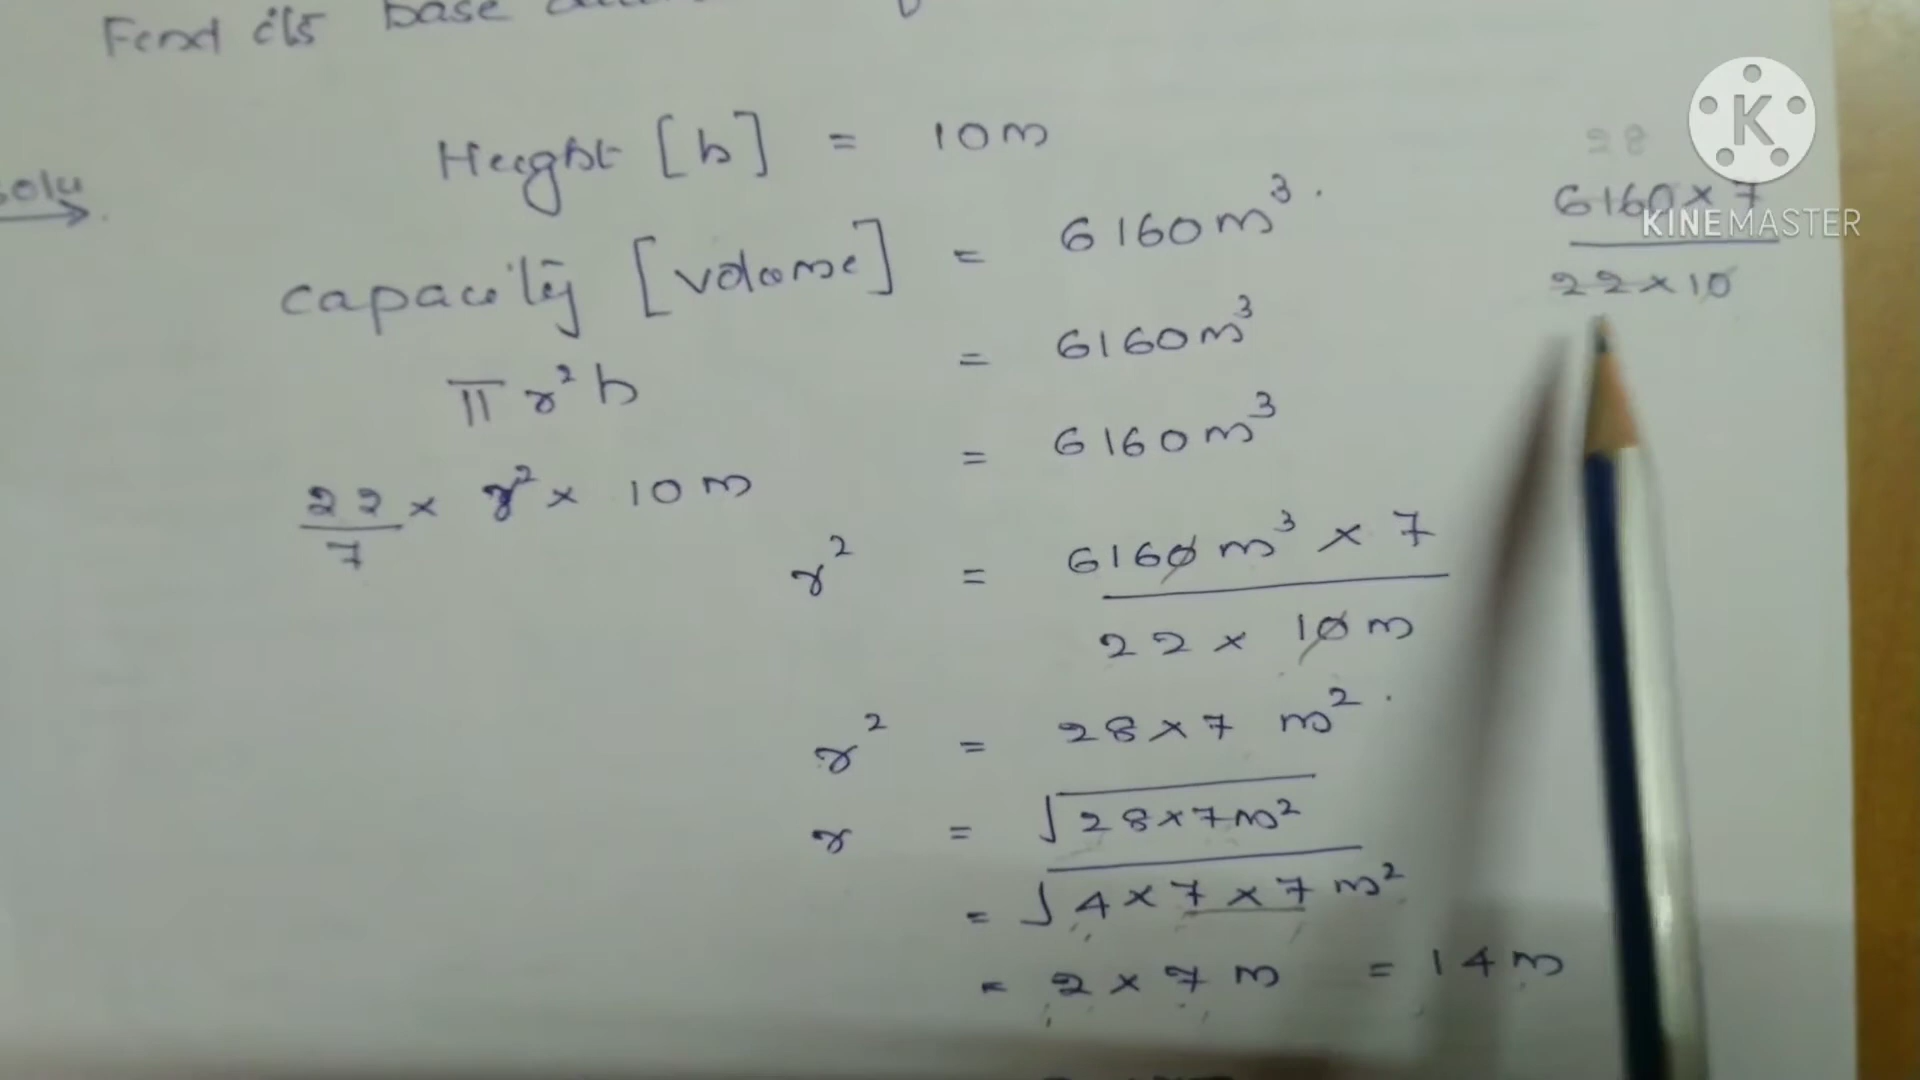 Find its base
Height [h] = 10m
Solu
capacity [volume] = 6160m³.
πr²h = 6160m³
22/7 × r² × 10m = 6160m³
r² = 6160m³ × 7 / 22 × 10m
r² = 28×7 m².
r = √28×7m²
= √4×7×7 m²
= 2×7 m = 14m
28
6160×7
22×10
K
KINEMASTER